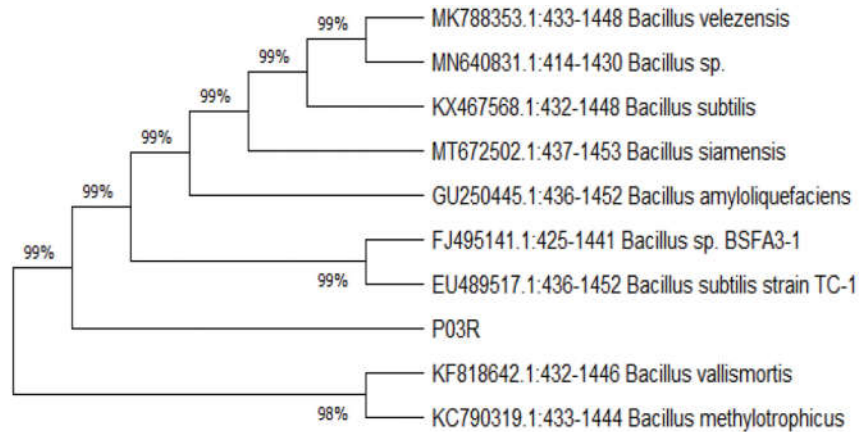 99% MK788353.1:433-1448 Bacillus velezensis
99% MN640831.1:414-1430 Bacillus sp.
99% KX467568.1:432-1448 Bacillus subtilis
99% MT672502.1:437-1453 Bacillus siamensis
99% GU250445.1:436-1452 Bacillus amyloliquefaciens
99% FJ495141.1:425-1441 Bacillus sp. BSFA3-1
99% 99% EU489517.1:436-1452 Bacillus subtilis strain TC-1
P03R
KF818642.1:432-1446 Bacillus vallismortis
98% KC790319.1:433-1444 Bacillus methylotrophicus